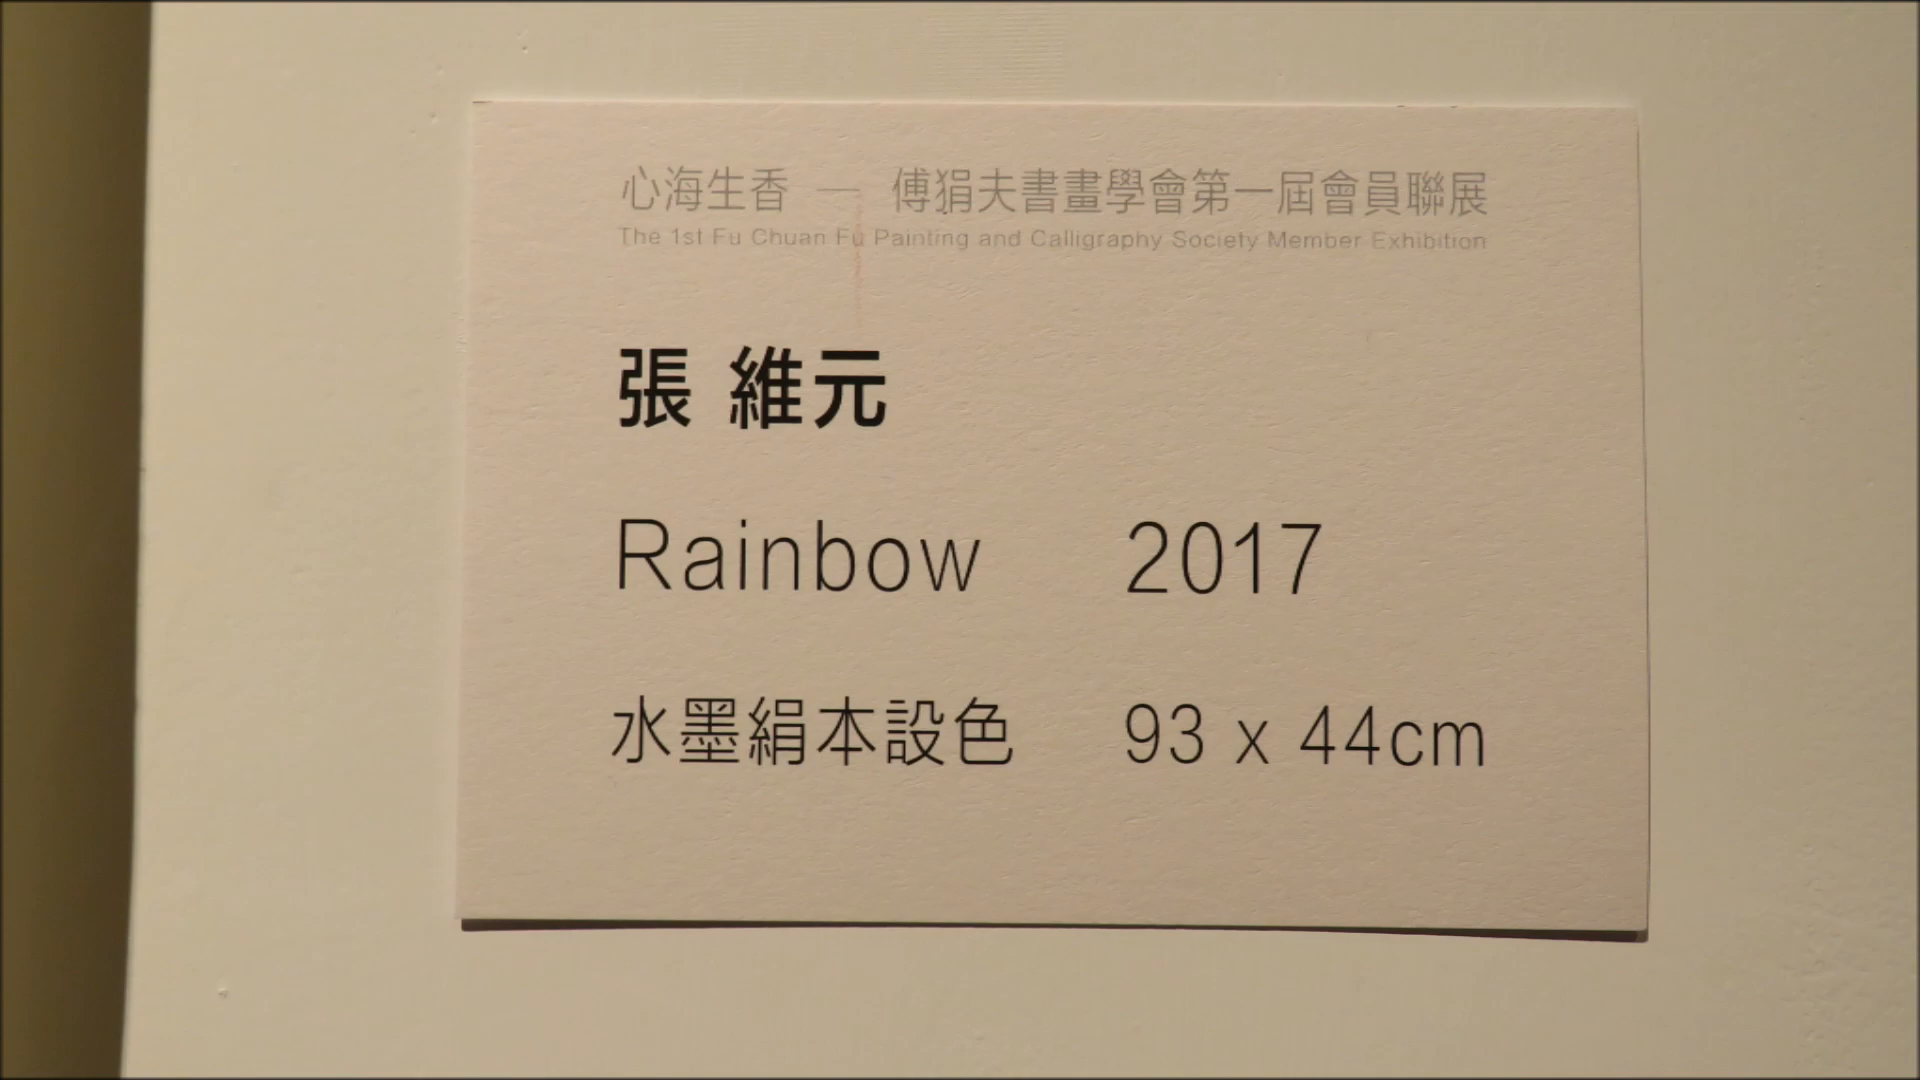 心海生香 — 傅狷夫書畫學會第一屆會員聯展
The 1st Fu Chuan Fu Painting and Calligraphy Society Member Exhibition
張 維元
Rainbow 2017
水墨絹本設色 93 x 44cm